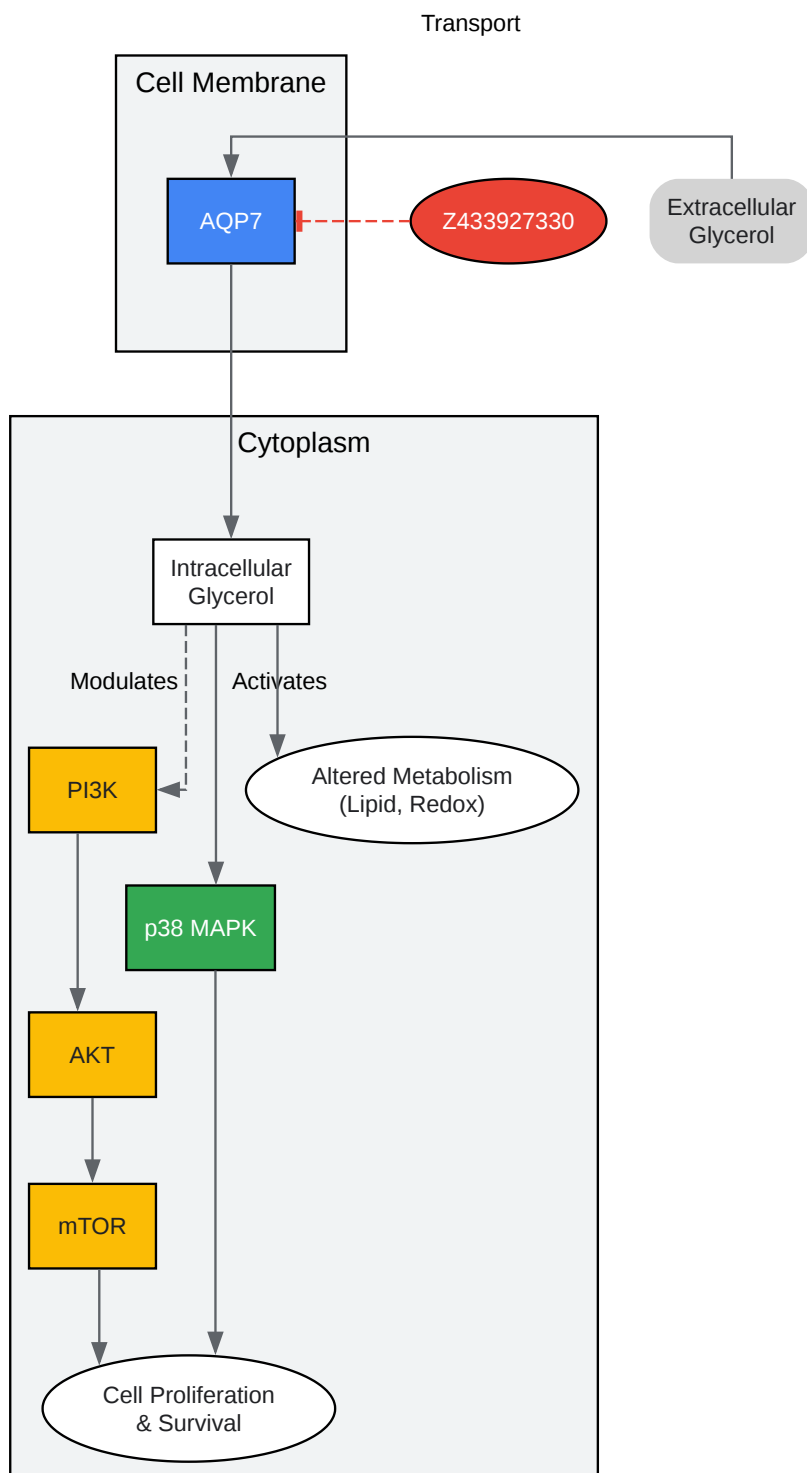 Transport
Cell Membrane
AQP7
Z433927330
Extracellular
Glycerol
Cytoplasm
Intracellular
Glycerol
Modulates
Activates
PI3K
Altered Metabolism
(Lipid, Redox)
p38 MAPK
AKT
mTOR
Cell Proliferation
& Survival